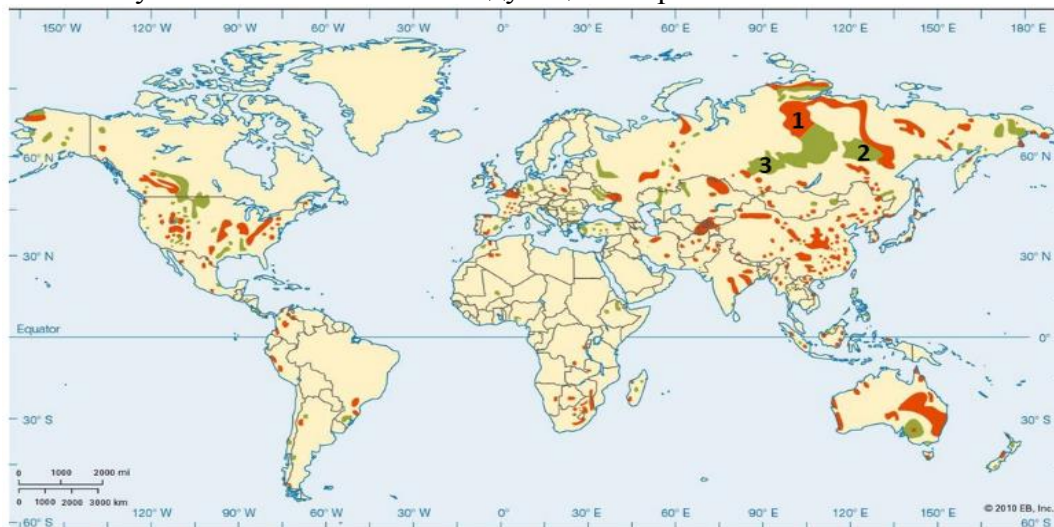 150° W 120° W 90° W 60° W 30° W 0° 30° E 60° E 90° E 120° E 150° E 180° E
1
2
3
60° N 60° N
30° N 30° N
Equator 0°
30° S 30° S
0 1000 2000 mi
0 1000 2000 3000 km
60° S 150° W 120° W 90° W 60° W 30° W 0° 30° E 60° E 90° E 120° E 150° E 60° S
© 2010 EB, Inc.